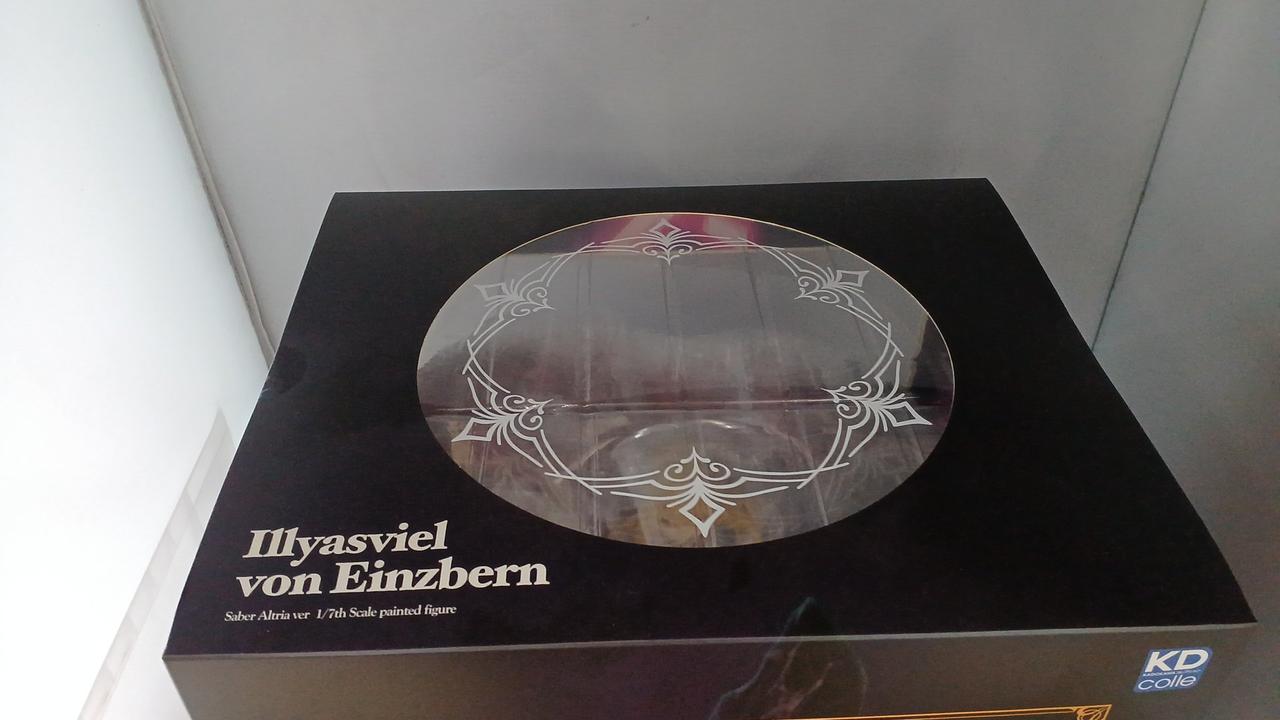 Illyasviel
von Einzbern
Saber Altria ver 1/7th Scale painted figure
KD
colle